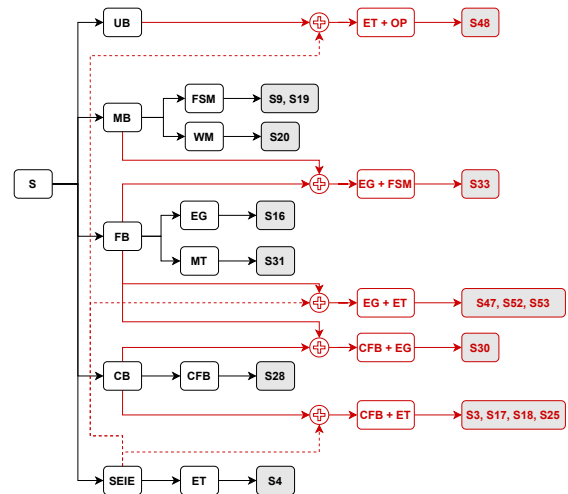 UB
ET + OP
S48
FSM
S9, S19
MB
WM
S20
S
EG + FSM
S33
EG
S16
FB
MT
S31
EG + ET
S47, S52, S53
CFB + EG
S30
CB
CFB
S28
CFB + ET
S3, S17, S18, S25
SEIE
ET
S4